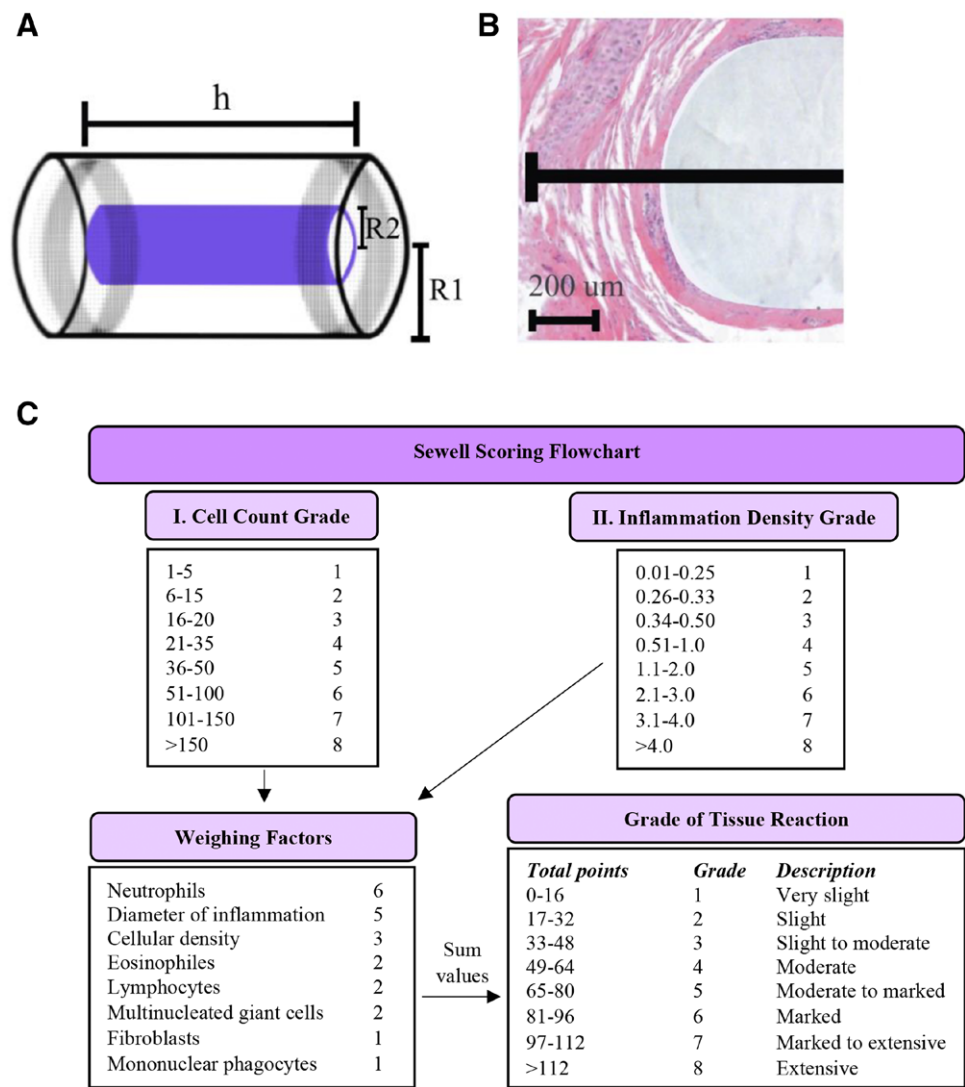 A
h
R2
R1
B
200 um
C
Sewell Scoring Flowchart
I. Cell Count Grade
1-5 1
6-15 2
16-20 3
21-35 4
36-50 5
51-100 6
101-150 7
>150 8
II. Inflammation Density Grade
0.01-0.25 1
0.26-0.33 2
0.34-0.50 3
0.51-1.0 4
1.1-2.0 5
2.1-3.0 6
3.1-4.0 7
>4.0 8
Weighing Factors
Neutrophils 6
Diameter of inflammation 5
Cellular density 3
Eosinophiles 2
Lymphocytes 2
Multinucleated giant cells 2
Fibroblasts 1
Mononuclear phagocytes 1
Sum
values
Grade of Tissue Reaction
Total points Grade Description
0-16 1 Very slight
17-32 2 Slight
33-48 3 Slight to moderate
49-64 4 Moderate
65-80 5 Moderate to marked
81-96 6 Marked
97-112 7 Marked to extensive
>112 8 Extensive